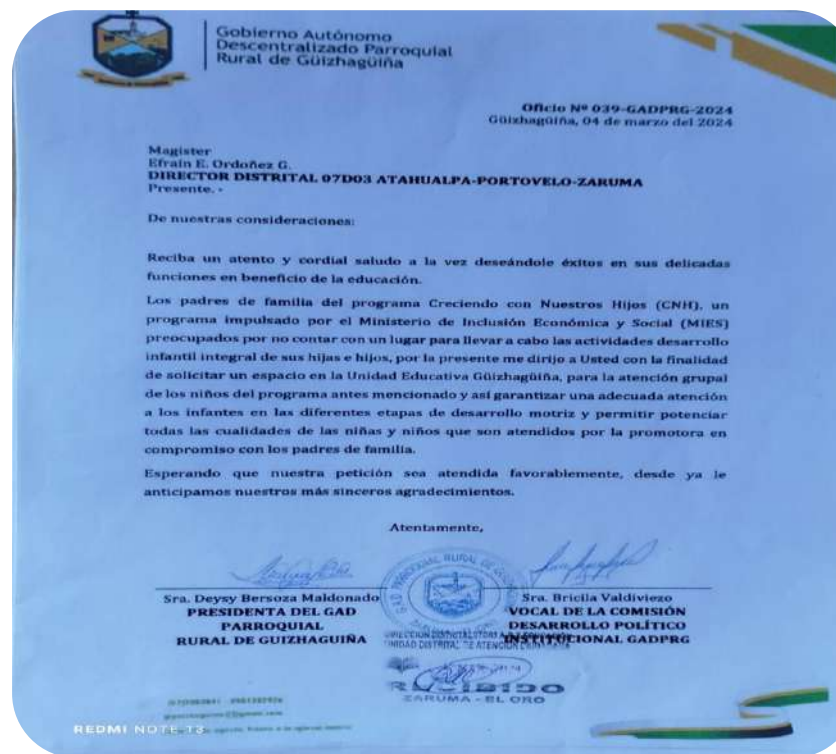 Gobierno Autónomo
Descentralizado Parroquial
Rural de Güizhagüiña
Oficio Nº 039-GADPRG-2024
Güizhagüiña, 04 de marzo del 2024
Magister
Efraín E. Ordoñez G.
DIRECTOR DISTRITAL 07D03 ATAHUALPA-PORTOVELO-ZARUMA
Presente. -
De nuestras consideraciones:
Reciba un atento y cordial saludo a la vez deseándole éxitos en sus delicadas
funciones en beneficio de la educación.
Los padres de familia del programa Creciendo con Nuestros Hijos (CNH), un
programa impulsado por el Ministerio de Inclusión Económica y Social (MIES)
preocupados por no contar con un lugar para llevar a cabo las actividades desarrollo
infantil integral de sus hijas e hijos, por la presente me dirijo a Usted con la finalidad
de solicitar un espacio en la Unidad Educativa Güizhagüiña, para la atención grupal
de los niños del programa antes mencionado y así garantizar una adecuada atención
a los infantes en las diferentes etapas de desarrollo motriz y permitir potenciar
todas las cualidades de las niñas y niños que son atendidos por la promotora en
compromiso con los padres de familia.
Esperando que nuestra petición sea atendida favorablemente, desde ya le
anticipamos nuestros más sinceros agradecimientos.
Atentamente,
Sra. Deysy Bersoza Maldonado
PRESIDENTA DEL GAD
PARROQUIAL
RURAL DE GUIZHAGUIÑA
GAD PARROQUIAL RURAL DE
Sra. Bricila Valdiviezo
VOCAL DE LA COMISIÓN
DESARROLLO POLÍTICO
INSTITUCIONAL GADPRG
UNIDAD DISTRITAL DE ATENCION
RECIBIDO
ZARUMA - EL ORO
REDMI NOTE 13